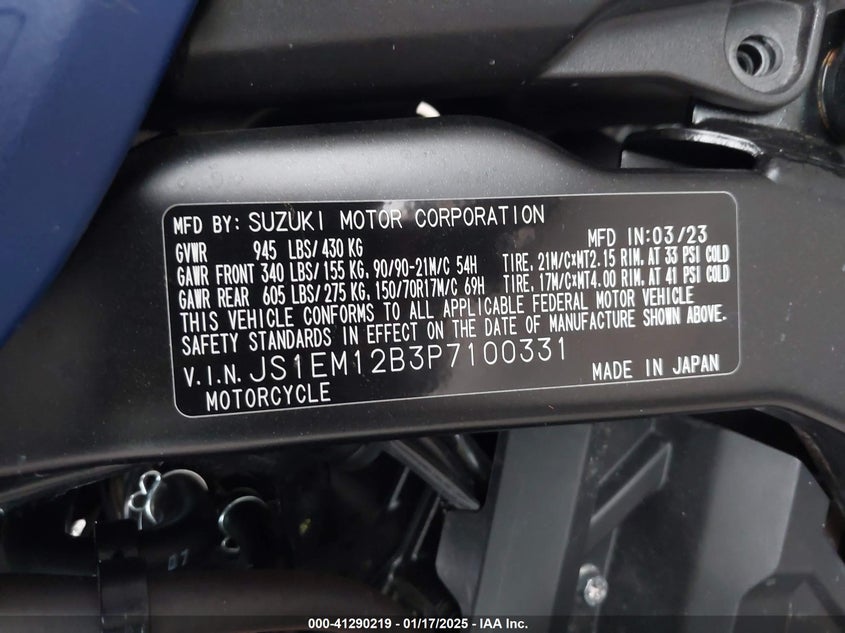 MFD BY: SUZUKI MOTOR CORPORATION
GVWR 945 LBS/ 430 KG MFD IN:03/23
GAWR FRONT 340 LBS/ 155 KG, 90/90-21M/C 54H TIRE, 21M/C×MT2.15 RIM, AT 33 PSI COLD
GAWR REAR 605 LBS/ 275 KG, 150/70R17M/C 69H TIRE, 17M/C×MT4.00 RIM, AT 41 PSI COLD
THIS VEHICLE CONFORMS TO ALL APPLICABLE FEDERAL MOTOR VEHICLE
SAFETY STANDARDS IN EFFECT ON THE DATE OF MANUFACTURE SHOWN ABOVE.
V.I.N. JS1EM12B3P7100331 MADE IN JAPAN
MOTORCYCLE
07
000-41290219 - 01/17/2025 - IAA Inc.